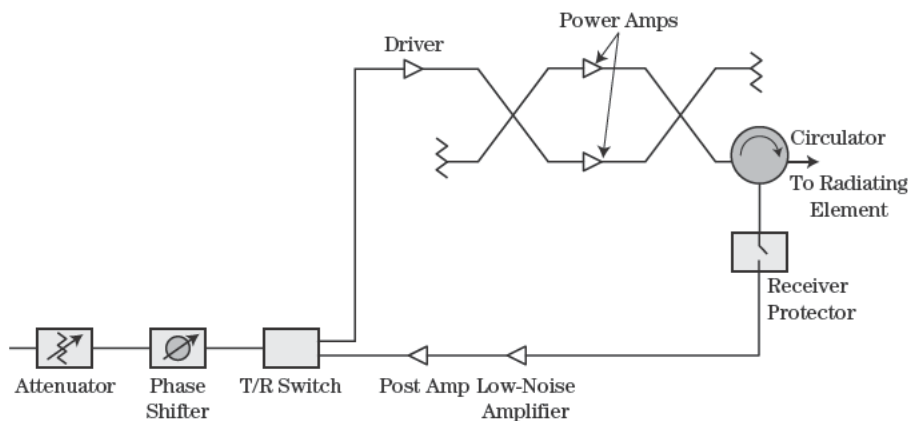 Power Amps
Driver
Circulator
To Radiating
Element
Receiver
Protector
Attenuator
Phase
Shifter
T/R Switch
Post Amp
Low-Noise
Amplifier